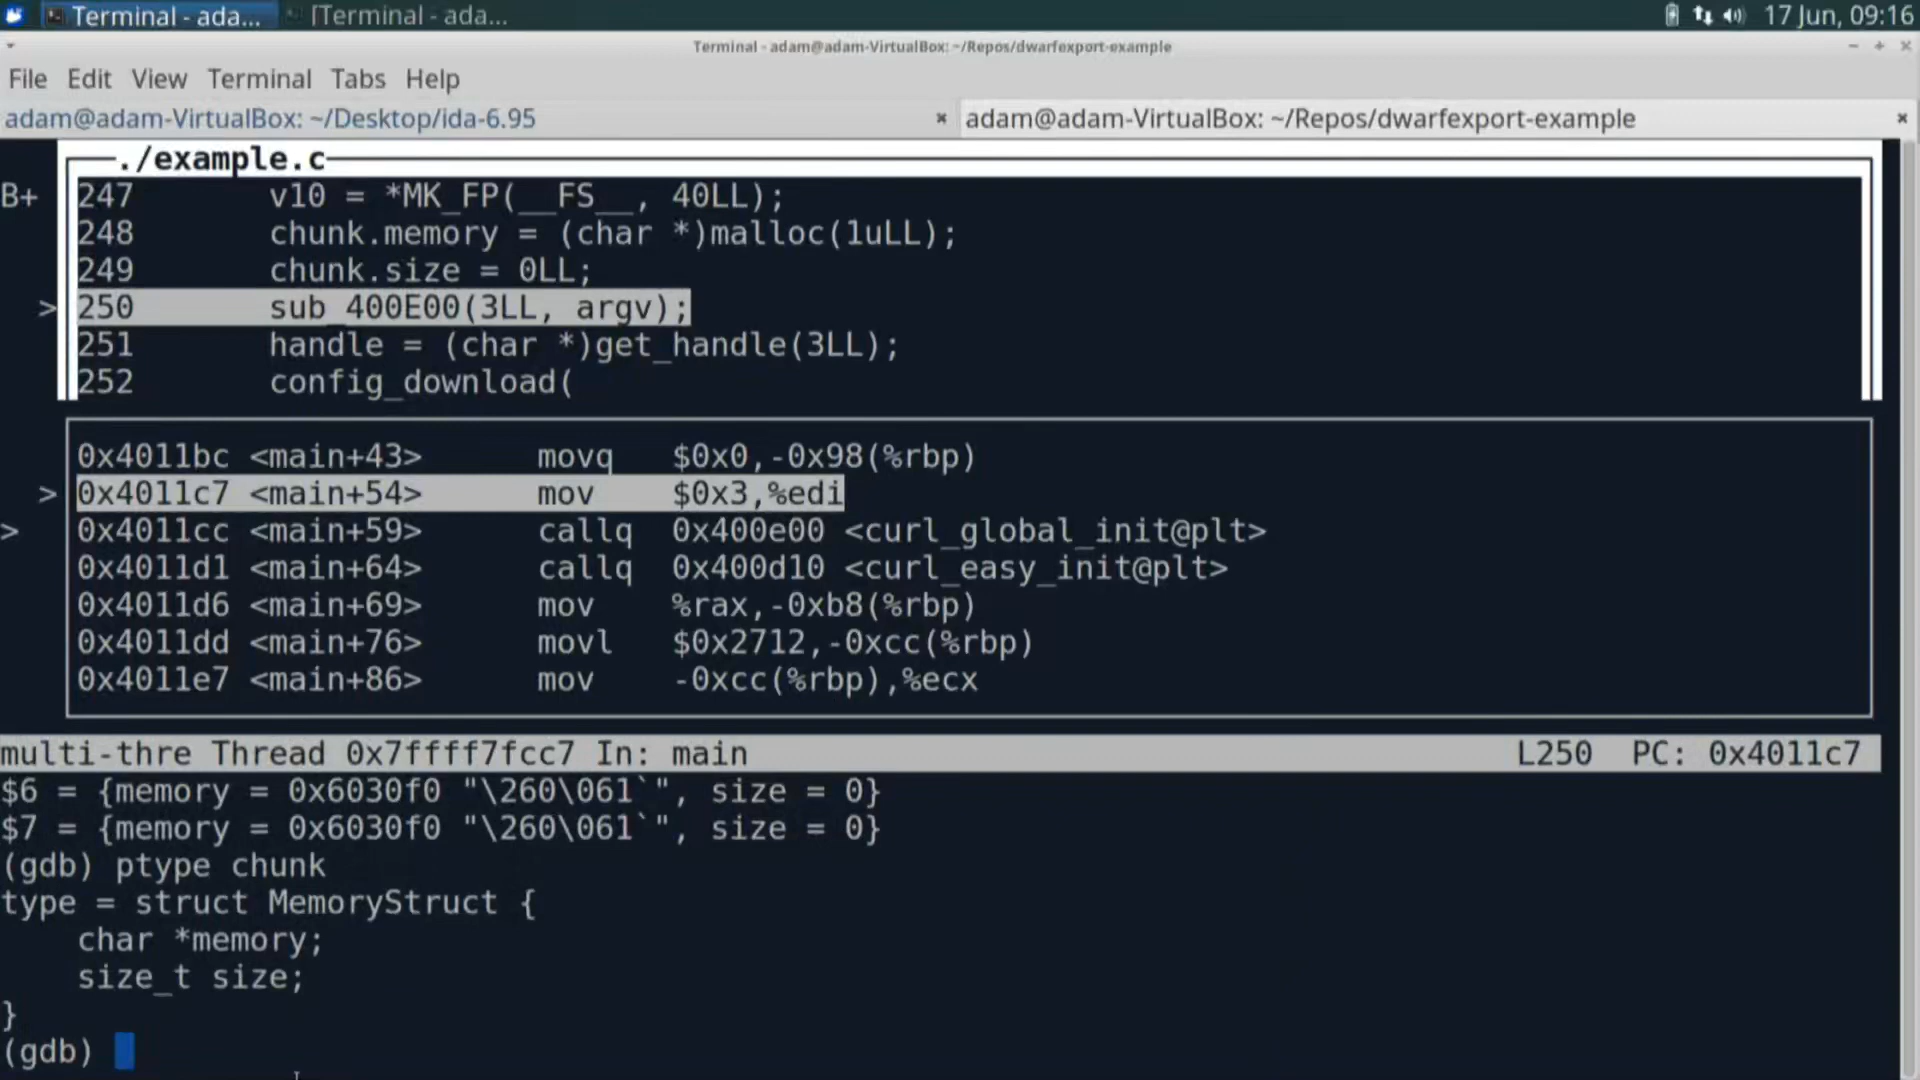 Terminal - ada... [Terminal - ada... 17 Jun, 09:16
Terminal - adam@adam-VirtualBox: ~/Repos/dwarfexport-example
File Edit View Terminal Tabs Help
adam@adam-VirtualBox: ~/Desktop/ida-6.95 adam@adam-VirtualBox: ~/Repos/dwarfexport-example
./example.c
B+ 247 v10 = *MK_FP(__FS__, 40LL);
248 chunk.memory = (char *)malloc(1uLL);
249 chunk.size = 0LL;
> 250 sub_400E00(3LL, argv);
251 handle = (char *)get_handle(3LL);
252 config_download(
0x4011bc <main+43> movq $0x0,-0x98(%rbp)
> 0x4011c7 <main+54> mov $0x3,%edi
> 0x4011cc <main+59> callq 0x400e00 <curl_global_init@plt>
0x4011d1 <main+64> callq 0x400d10 <curl_easy_init@plt>
0x4011d6 <main+69> mov %rax,-0xb8(%rbp)
0x4011dd <main+76> movl $0x2712,-0xcc(%rbp)
0x4011e7 <main+86> mov -0xcc(%rbp),%ecx
multi-thre Thread 0x7ffff7fcc7 In: main L250 PC: 0x4011c7
$6 = {memory = 0x6030f0 "\260\061`", size = 0}
$7 = {memory = 0x6030f0 "\260\061`", size = 0}
(gdb) ptype chunk
type = struct MemoryStruct {
char *memory;
size_t size;
}
(gdb)